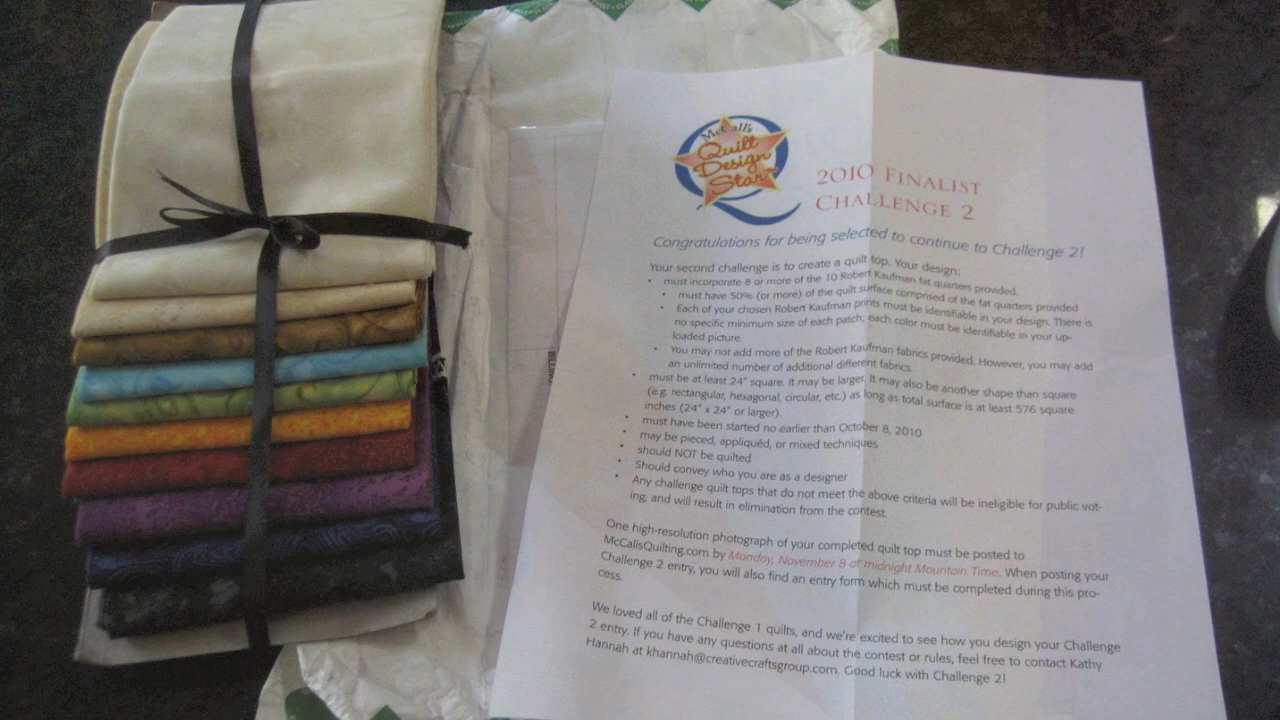 McCall's
Quilt
Design
Star
2010 Finalist
Challenge 2
Congratulations for being selected to continue to Challenge 2!
Your second challenge is to create a quilt top. Your design:
• must incorporate 8 or more of the 10 Robert Kaufman fat quarters provided.
• must have 50% (or more) of the quilt surface comprised of the fat quarters provided
• Each of your chosen Robert Kaufman prints must be identifiable in your design. There is
no specific minimum size of each patch; each color must be identifiable in your up-
loaded picture.
• You may not add more of the Robert Kaufman fabrics provided. However, you may add
an unlimited number of additional different fabrics.
• must be at least 24" square. It may be larger. It may also be another shape than square
(e.g. rectangular, hexagonal, circular, etc.) as long as total surface is at least 576 square
inches (24" x 24" or larger).
• must have been started no earlier than October 8, 2010
• may be pieced, appliquéd, or mixed techniques
• should NOT be quilted
• Should convey who you are as a designer
• Any challenge quilt tops that do not meet the above criteria will be ineligible for public vot-
ing, and will result in elimination from the contest.
One high-resolution photograph of your completed quilt top must be posted to
McCallsQuilting.com by Monday, November 8 at midnight Mountain Time. When posting your
Challenge 2 entry, you will also find an entry form which must be completed during this pro-
cess.
We loved all of the Challenge 1 quilts, and we're excited to see how you design your Challenge
2 entry. If you have any questions at all about the contest or rules, feel free to contact Kathy
Hannah at khannah@creativecraftsgroup.com. Good luck with Challenge 2!